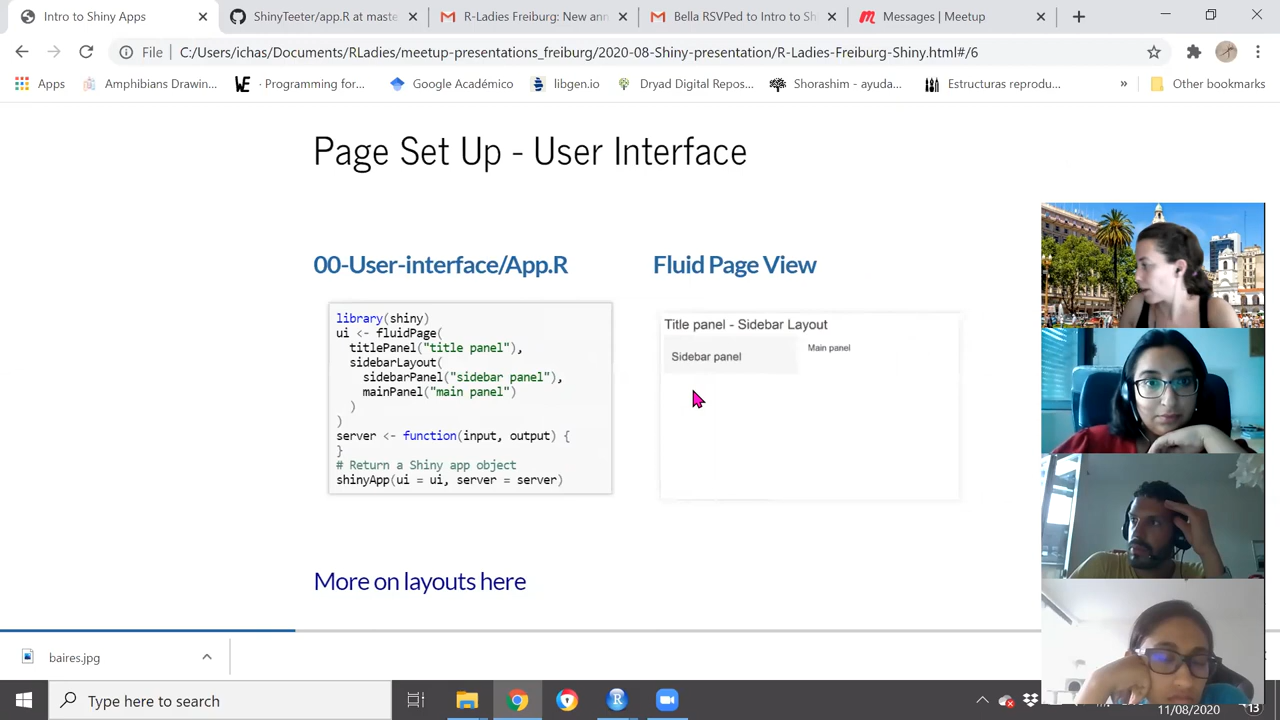 Intro to Shiny Apps
ShinyTeeter/app.R at maste
R-Ladies Freiburg: New ann
Bella RSVPed to Intro to Sh
Messages | Meetup
File
C:/Users/ichas/Documents/RLadies/meetup-presentations_freiburg/2020-08-Shiny-presentation/R-Ladies-Freiburg-Shiny.html#/6
Apps
Amphibians Drawin...
WE
· Programming for...
Google Académico
libgen.io
Dryad Digital Repos...
Shorashim - ayuda...
Estructuras reprodu...
»
Other bookmarks
Page Set Up - User Interface
00-User-interface/App.R
Fluid Page View
library(shiny)
ui <- fluidPage(
titlePanel("title panel"),
sidebarLayout(
sidebarPanel("sidebar panel"),
mainPanel("main panel")
)
)
server <- function(input, output) {
}
# Return a Shiny app object
shinyApp(ui = ui, server = server)
Title panel - Sidebar Layout
Sidebar panel
Main panel
More on layouts here
baires.jpg
Type here to search
11/08/2020
13